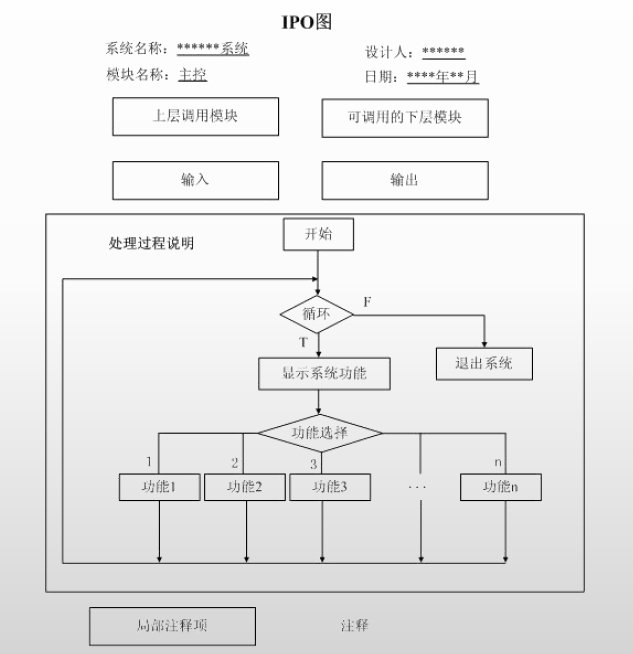 IPO图
系统名称：******系统
设计人：******
模块名称：主控
日期：****年**月
上层调用模块
可调用的下层模块
输入
输出
处理过程说明
开始
循环
F
T
退出系统
显示系统功能
功能选择
1
2
3
n
功能1
功能2
功能3
···
功能n
局部注释项
注释